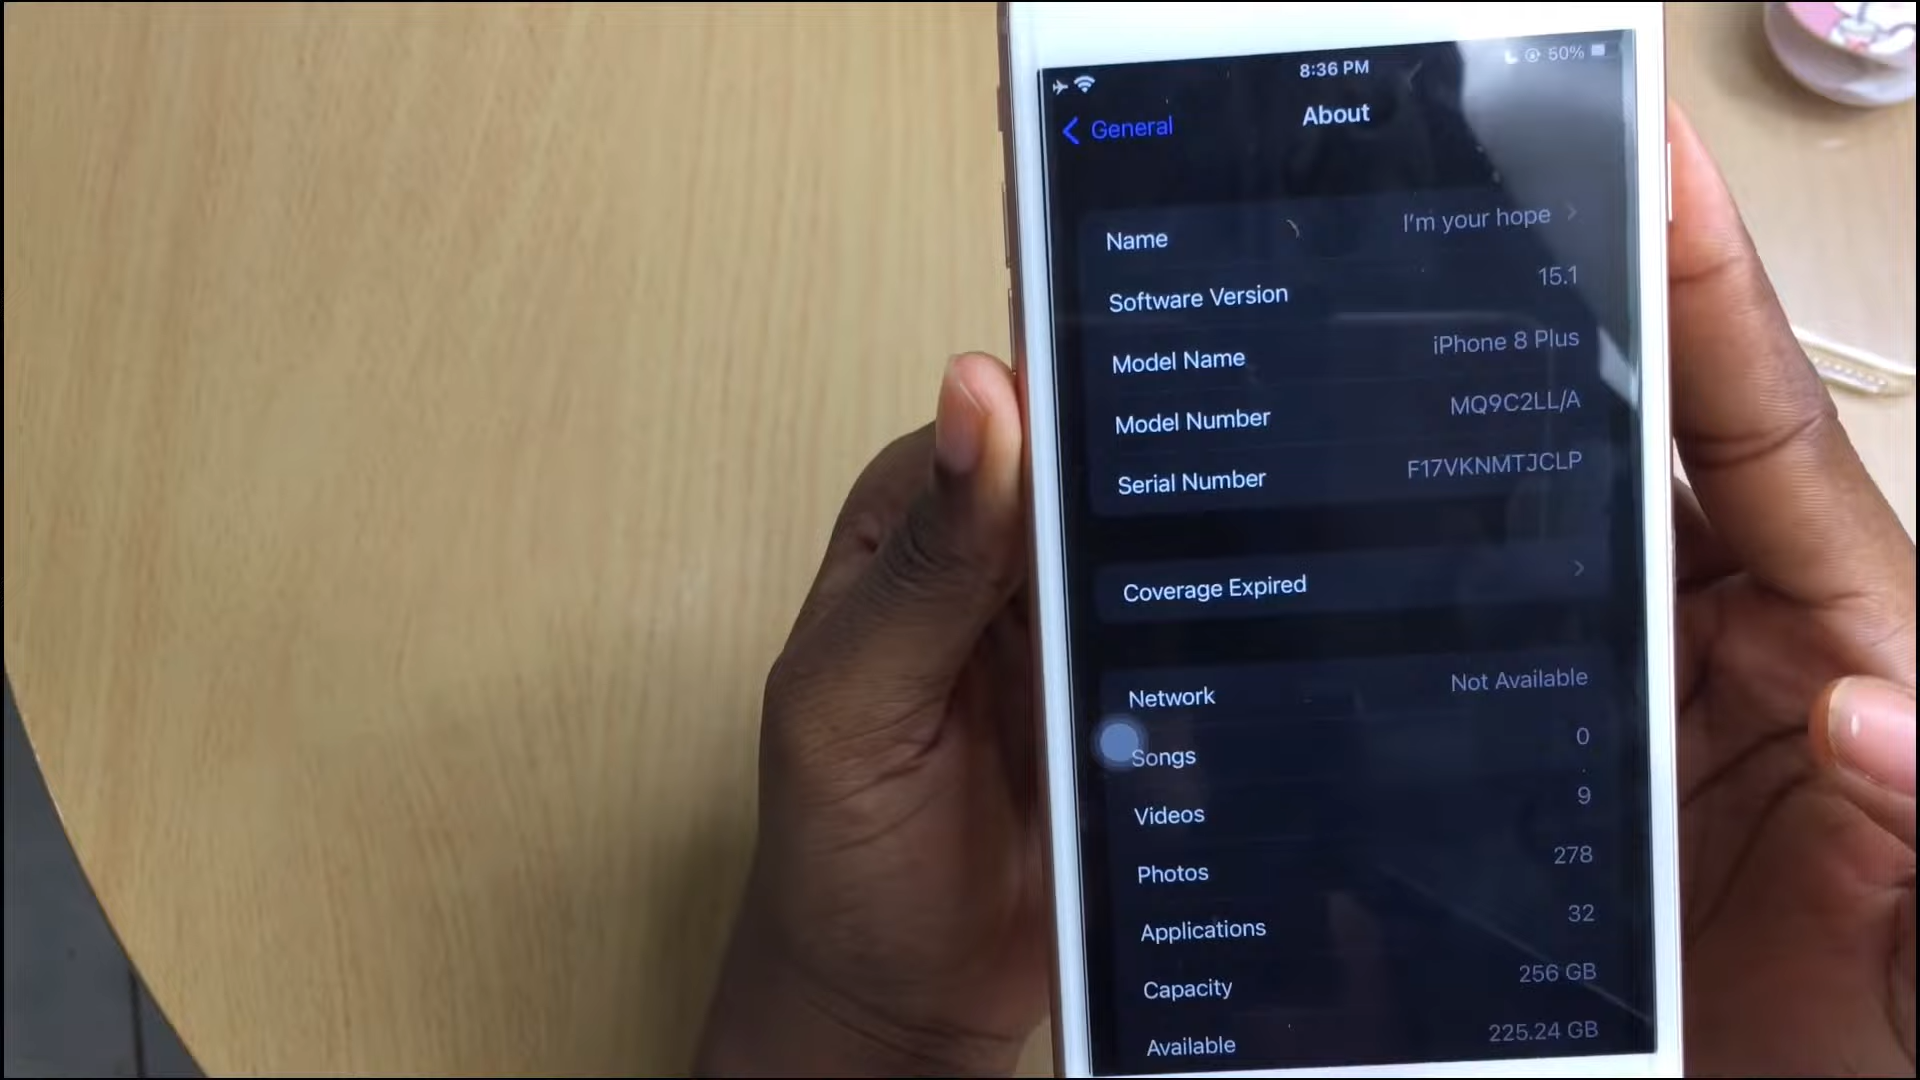 8:36 PM
50%
General
About
Name I'm your hope
Software Version 15.1
Model Name iPhone 8 Plus
Model Number MQ9C2LL/A
Serial Number F17VKNMTJCLP
Coverage Expired
Network Not Available
Songs 0
Videos 9
Photos 278
Applications 32
Capacity 256 GB
Available 225.24 GB